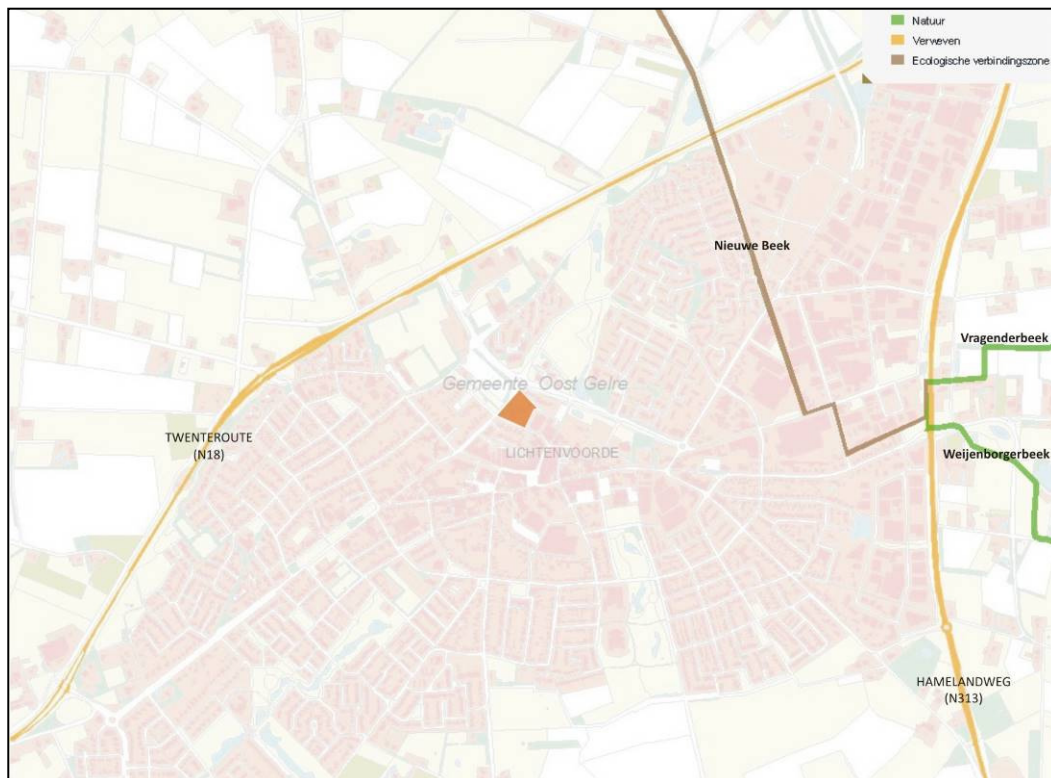 Natuur
Verweven
Ecologische verbindingszone
Nieuwe Beek
Vragenderbeek
Gemeente Oost Gelre
TWENTEROUTE
(N18)
LICHTENVOORDE
Weijenborgerbeek
HAMELANDWEG
(N313)